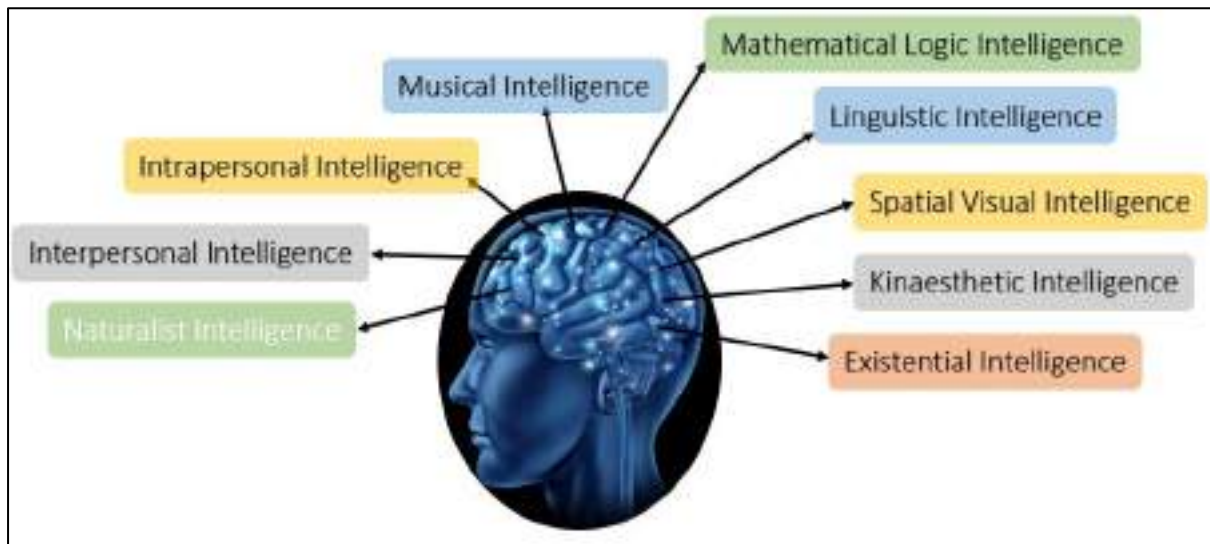 Mathematical Logic Intelligence
Musical Intelligence
Linguistic Intelligence
Intrapersonal Intelligence
Spatial Visual Intelligence
Interpersonal Intelligence
Kinaesthetic Intelligence
Naturalist Intelligence
Existential Intelligence